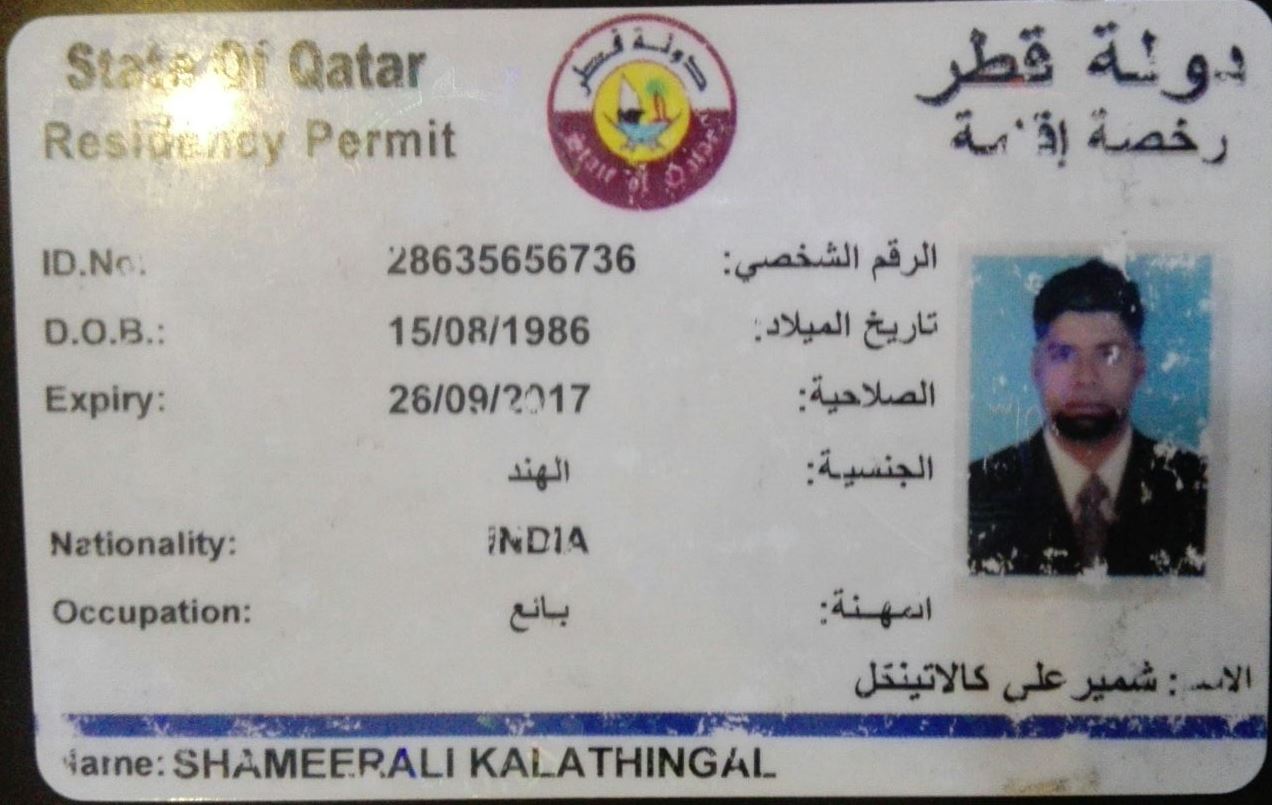 State Of Qatar
دولة قطر
Residency Permit
رخصة إقامة
دولة قطر
State of Qatar
ID.No: 28635656736 الرقم الشخصي:
D.O.B.: 15/08/1986 تاريخ الميلاد:
Expiry: 26/09/2017 الصلاحية:
الهند الجنسية:
Nationality: INDIA
Occupation: بائع المهنة:
الاسم: شمير على كالاتينقل
Name: SHAMEERALI KALATHINGAL